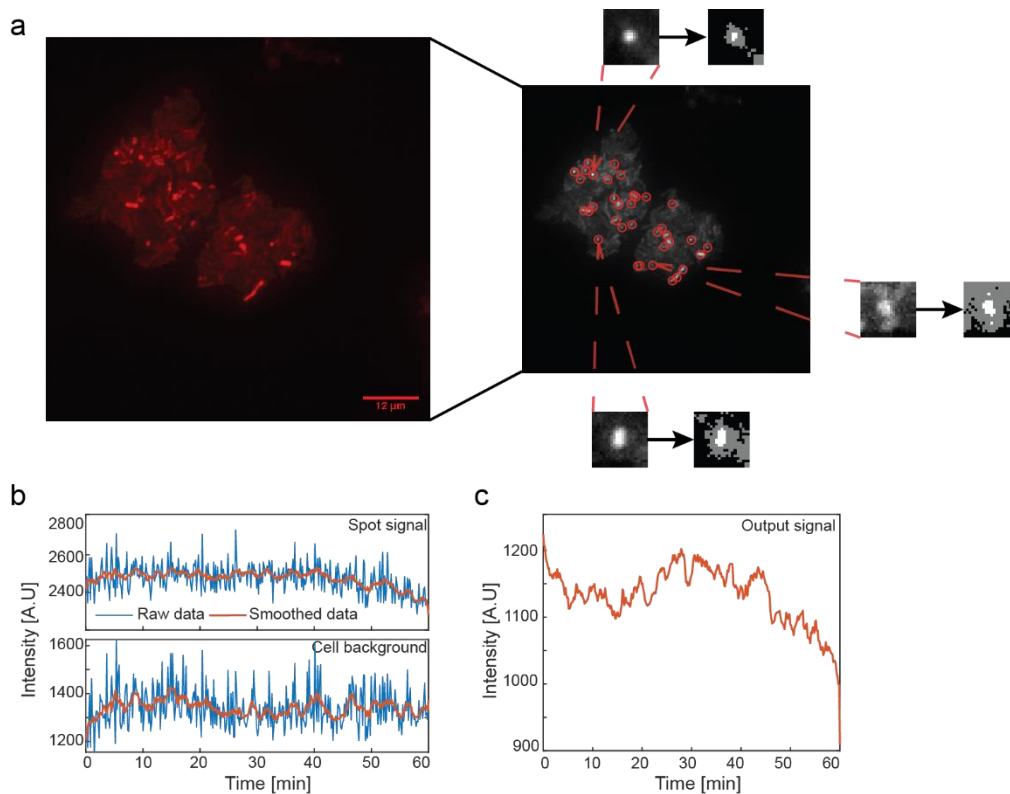 a
12 μm
b
Intensity [A.U]
2800
2600
2400
Spot signal
Raw data
Smoothed data
1600
1400
1200
Cell background
0 10 20 30 40 50 60
Time [min]
c
Intensity [A.U]
1200
1100
1000
900
Output signal
0 10 20 30 40 50 60
Time [min]